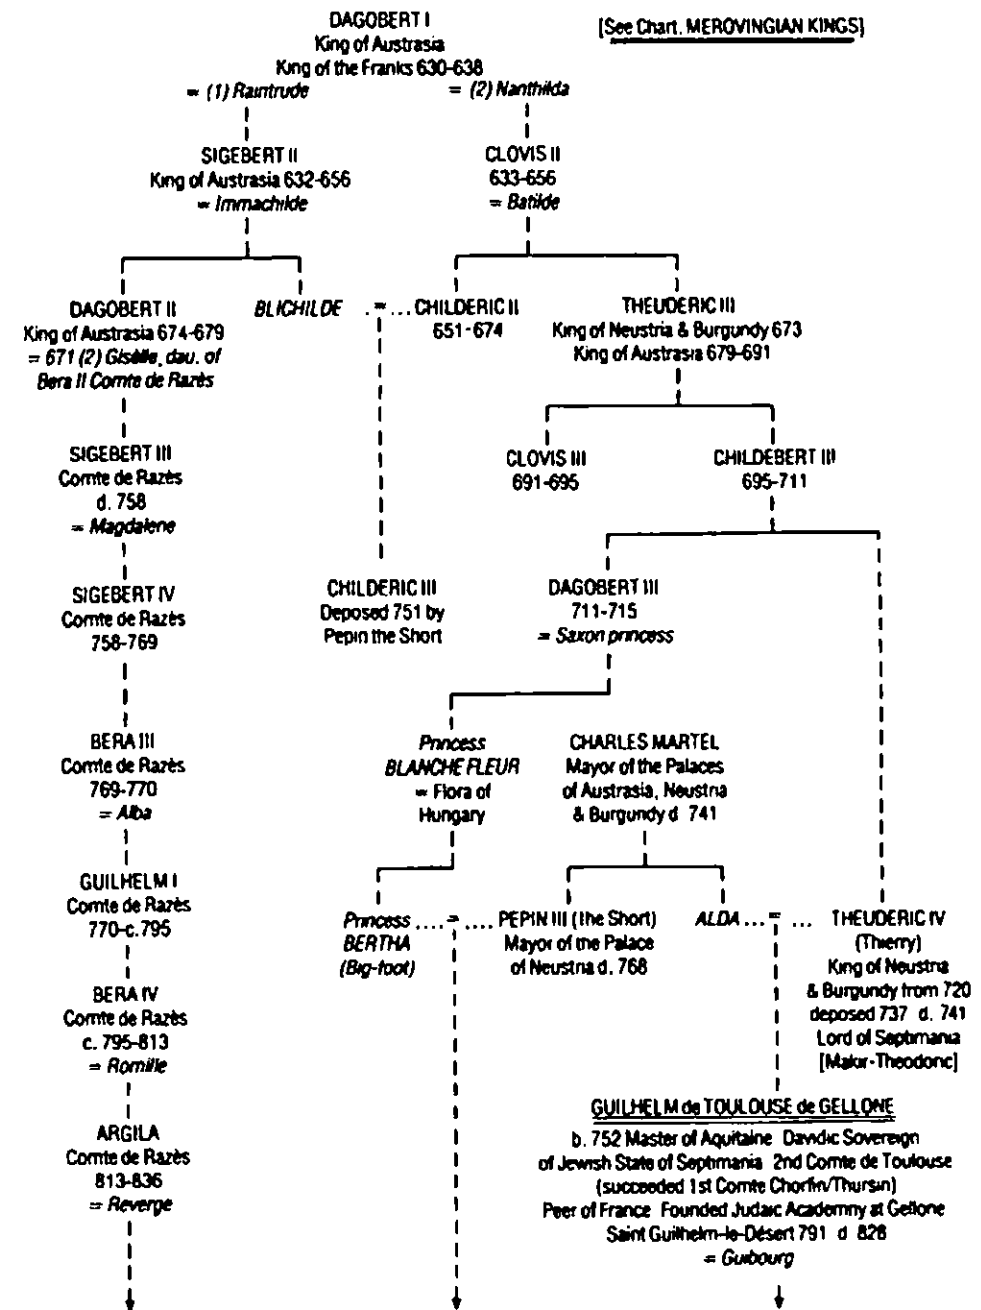 DAGOBERT I
King of Austrasia
King of the Franks 630-638
[See Chart. MEROVINGIAN KINGS]
= (1) Raintrude
= (2) Nanthilda
SIGEBERT II
King of Austrasia 632-656
= Immachilde
CLOVIS II
633-656
= Batilde
DAGOBERT II
King of Austrasia 674-679
= 671 (2) Gisèlle, dau. of
Bera II Comte de Razès
BLICHILDE . = ... CHILDERIC II
651-674
THEUDERIC III
King of Neustria & Burgundy 673
King of Austrasia 679-691
SIGEBERT III
Comte de Razès
d. 758
= Magdalene
CLOVIS III
691-695
CHILDEBERT III
695-711
SIGEBERT IV
Comte de Razès
758-769
CHILDERIC III
Deposed 751 by
Pepin the Short
DAGOBERT III
711-715
= Saxon princess
BERA III
Comte de Razès
769-770
= Alba
Princess
BLANCHE FLEUR
= Flora of
Hungary
CHARLES MARTEL
Mayor of the Palaces
of Austrasia, Neustria
& Burgundy d 741
GUILHELM I
Comte de Razès
770-c.795
Princess .... = .... PEPIN III (the Short)
BERTHA
(Big-foot)
Mayor of the Palace
of Neustria d. 768
ALDA ... = ... THEUDERIC IV
(Thierry)
King of Neustria
& Burgundy from 720
deposed 737 d. 741
Lord of Septimania
[Makir-Theodoric]
BERA IV
Comte de Razès
c. 795-813
= Romille
ARGILA
Comte de Razès
813-836
= Reverge
GUILHELM de TOULOUSE de GELLONE
b. 752 Master of Aquitaine Davidic Sovereign
of Jewish State of Septimania 2nd Comte de Toulouse
(succeeded 1st Comte Chorfin/Thursin)
Peer of France Founded Judaic Academny at Gellone
Saint Guilhelm-le-Désert 791 d 828
= Guibourg